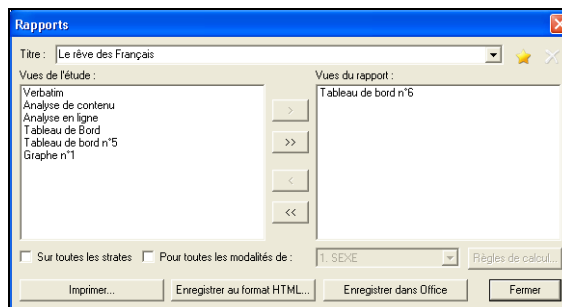 Rapports
Titre : Le rêve des Français
Vues de l'étude :
Vues du rapport :
Verbatim
Analyse de contenu
Analyse en ligne
Tableau de Bord
Tableau de bord n°5
Graphe n°1
>
>>
<
<<
Tableau de bord n°6
Sur toutes les strates
Pour toutes les modalités de :
1. SEXE
Règles de calcul...
Imprimer...
Enregistrer au format HTML...
Enregistrer dans Office
Fermer